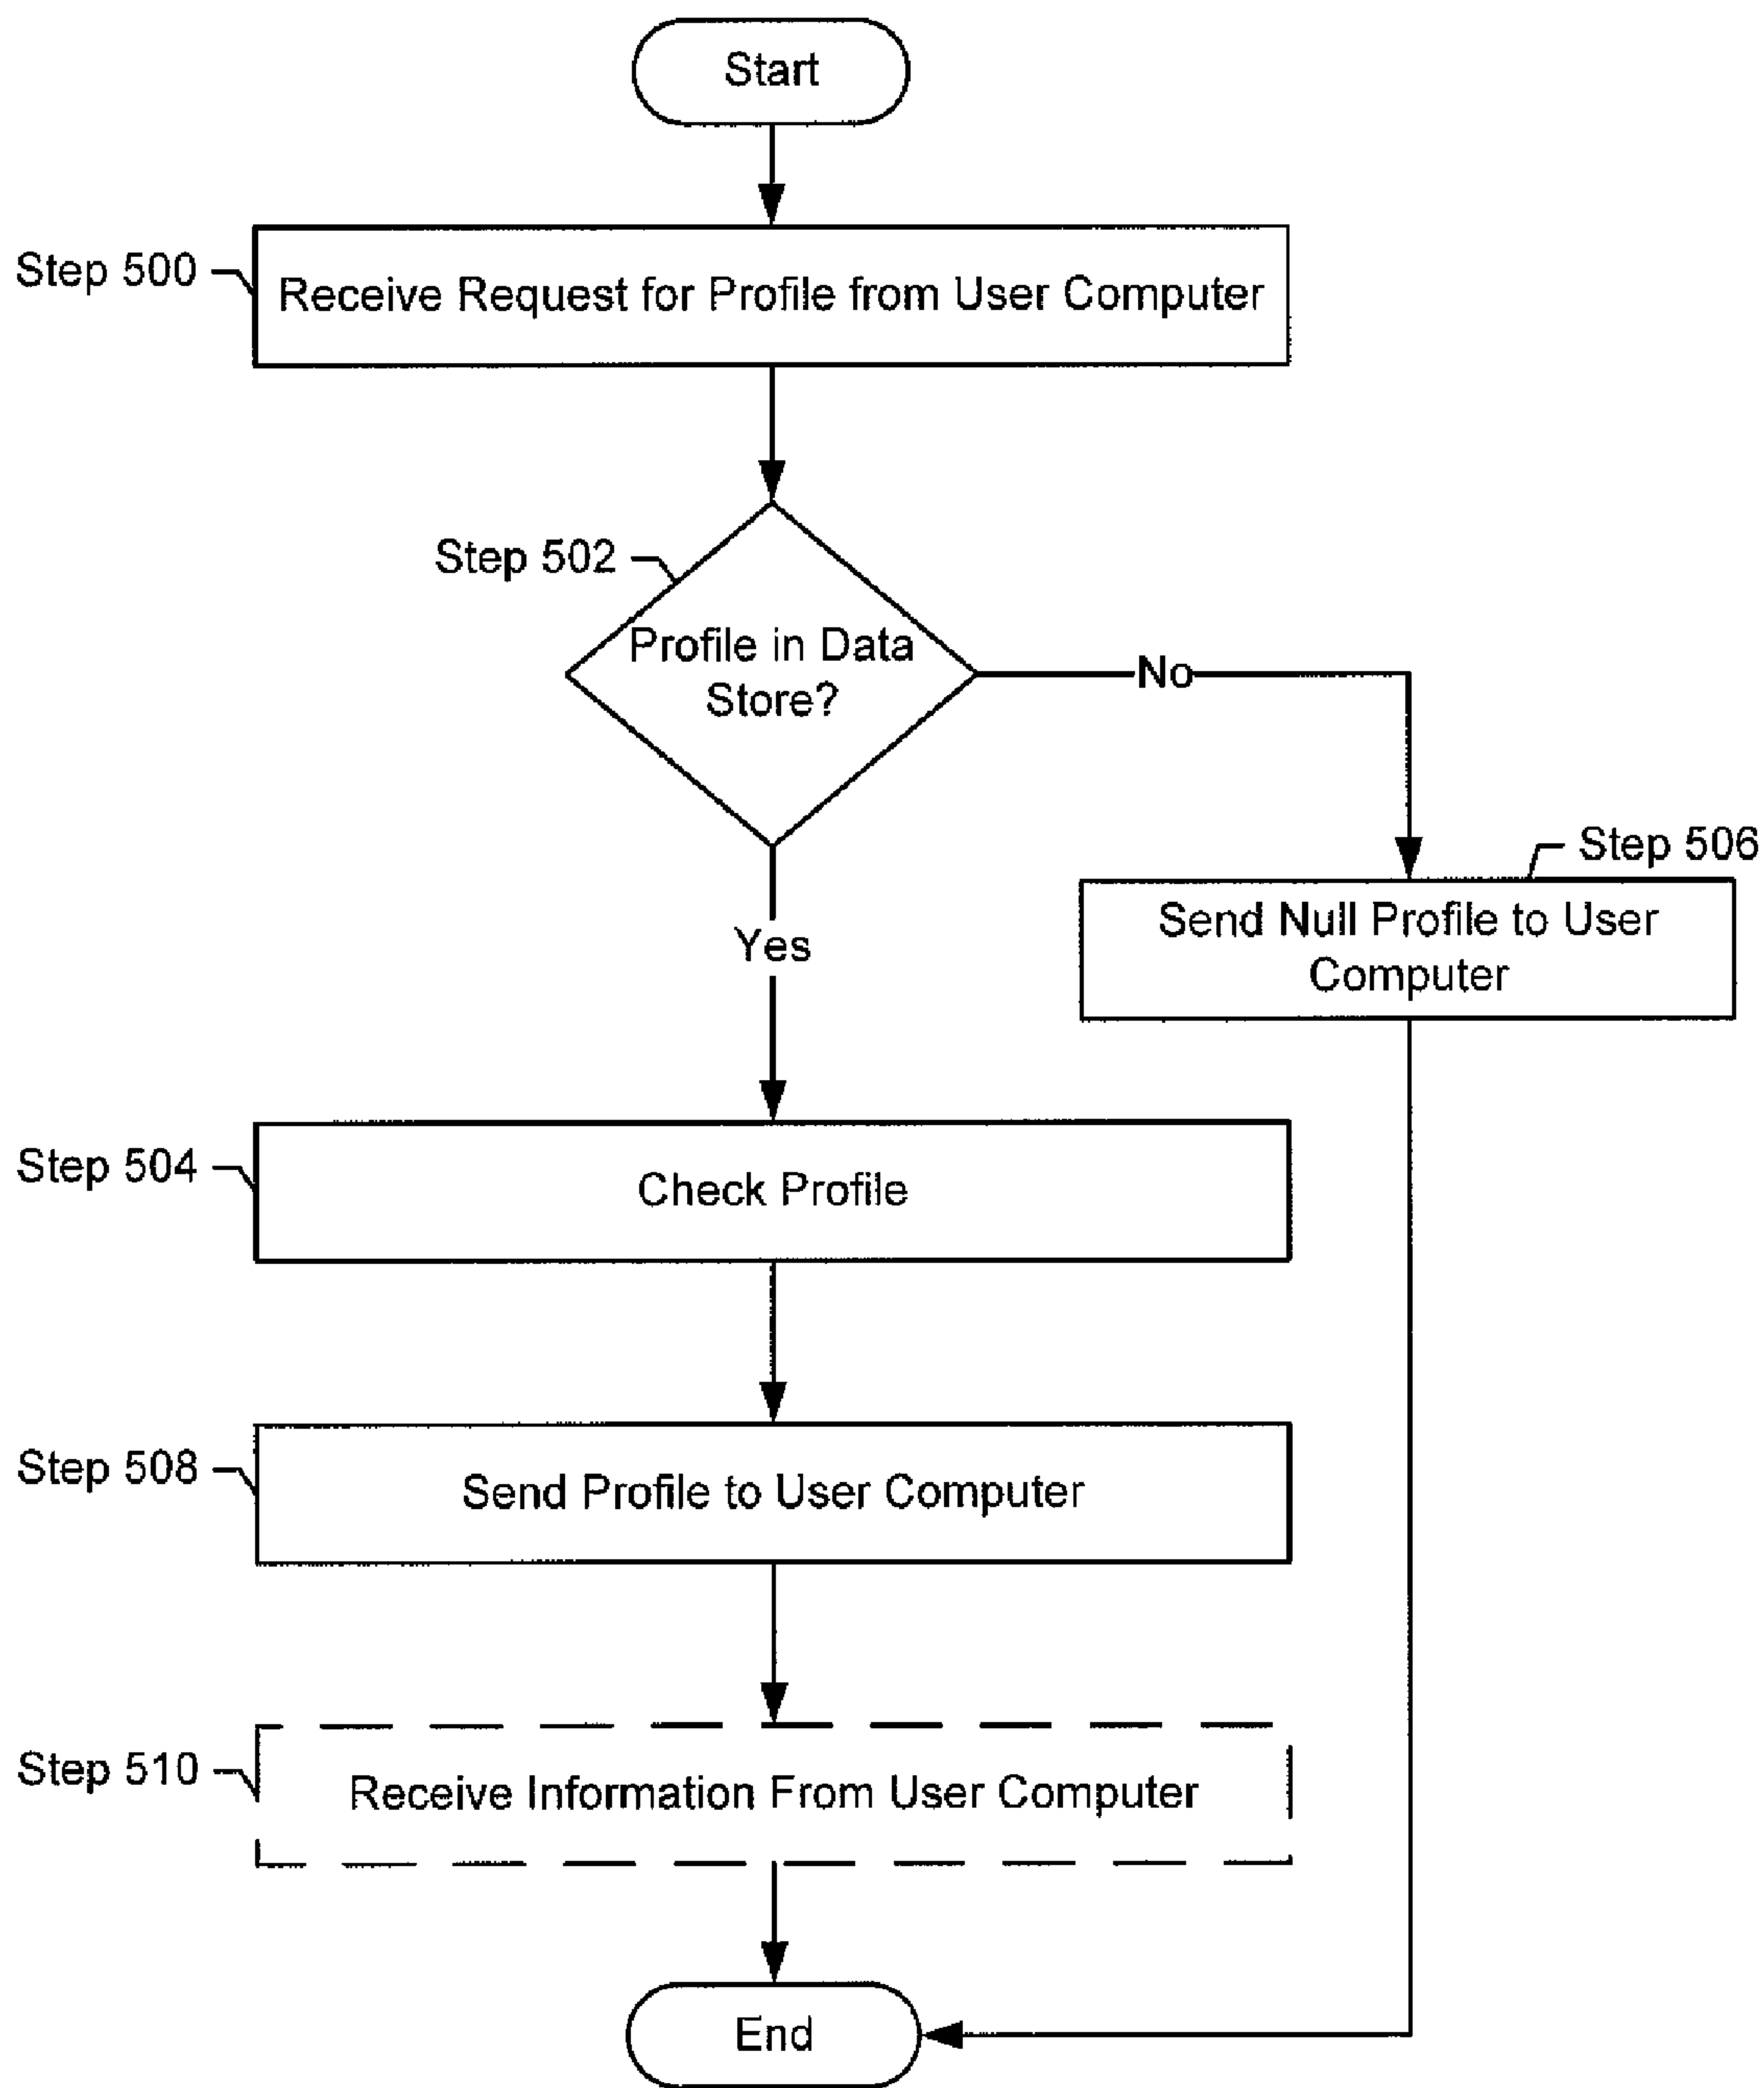 Start
Step 500
Receive Request for Profile from User Computer
Step 502
Profile in Data
Store?
No
Step 506
Send Null Profile to User
Computer
Yes
Step 504
Check Profile
Step 508
Send Profile to User Computer
Step 510
Receive Information From User Computer
End